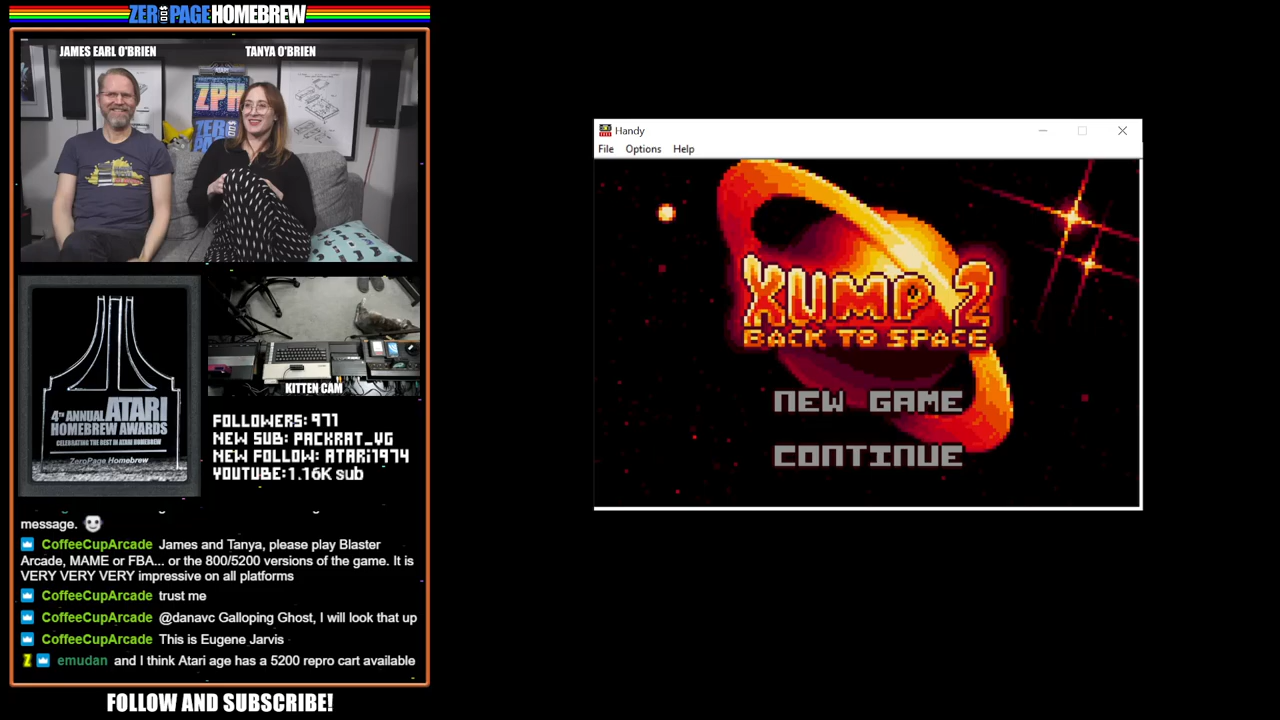 ZEROPAGE HOMEBREW
JAMES EARL O'BRIEN
TANYA O'BRIEN
ZPH
4TH ANNUAL ATARI
HOMEBREW AWARDS
CELEBRATING THE BEST IN ATARI HOMEBREW
ZeroPage Homebrew
KITTEN CAM
FOLLOWERS: 971
NEW SUB: PACKRAT_VG
NEW FOLLOW: ATARI1974
YOUTUBE:1.16K sub
message.
CoffeeCupArcade James and Tanya, please play Blaster
Arcade, MAME or FBA... or the 800/5200 versions of the game. It is
VERY VERY VERY impressive on all platforms
CoffeeCupArcade trust me
CoffeeCupArcade @danavc Galloping Ghost, I will look that up
CoffeeCupArcade This is Eugene Jarvis
Z emudan and I think Atari age has a 5200 repro cart available
FOLLOW AND SUBSCRIBE!
Handy
File Options Help
XUMP 2
BACK TO SPACE
NEW GAME
CONTINUE